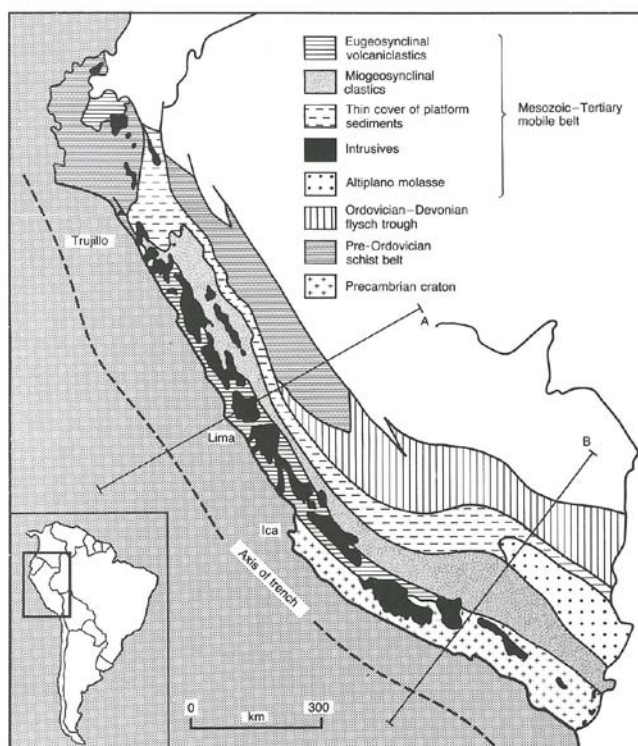 Eugeosynclinal
volcaniclastics
Miogeosynclinal
clastics
Thin cover of platform
sediments
Intrusives
Altiplano molasse
Mesozoic–Tertiary
mobile belt
Ordovician–Devonian
flysch trough
Pre-Ordovician
schist belt
Precambrian craton
Trujillo
A
Lima
B
Ica
Axis of trench
0 300
km